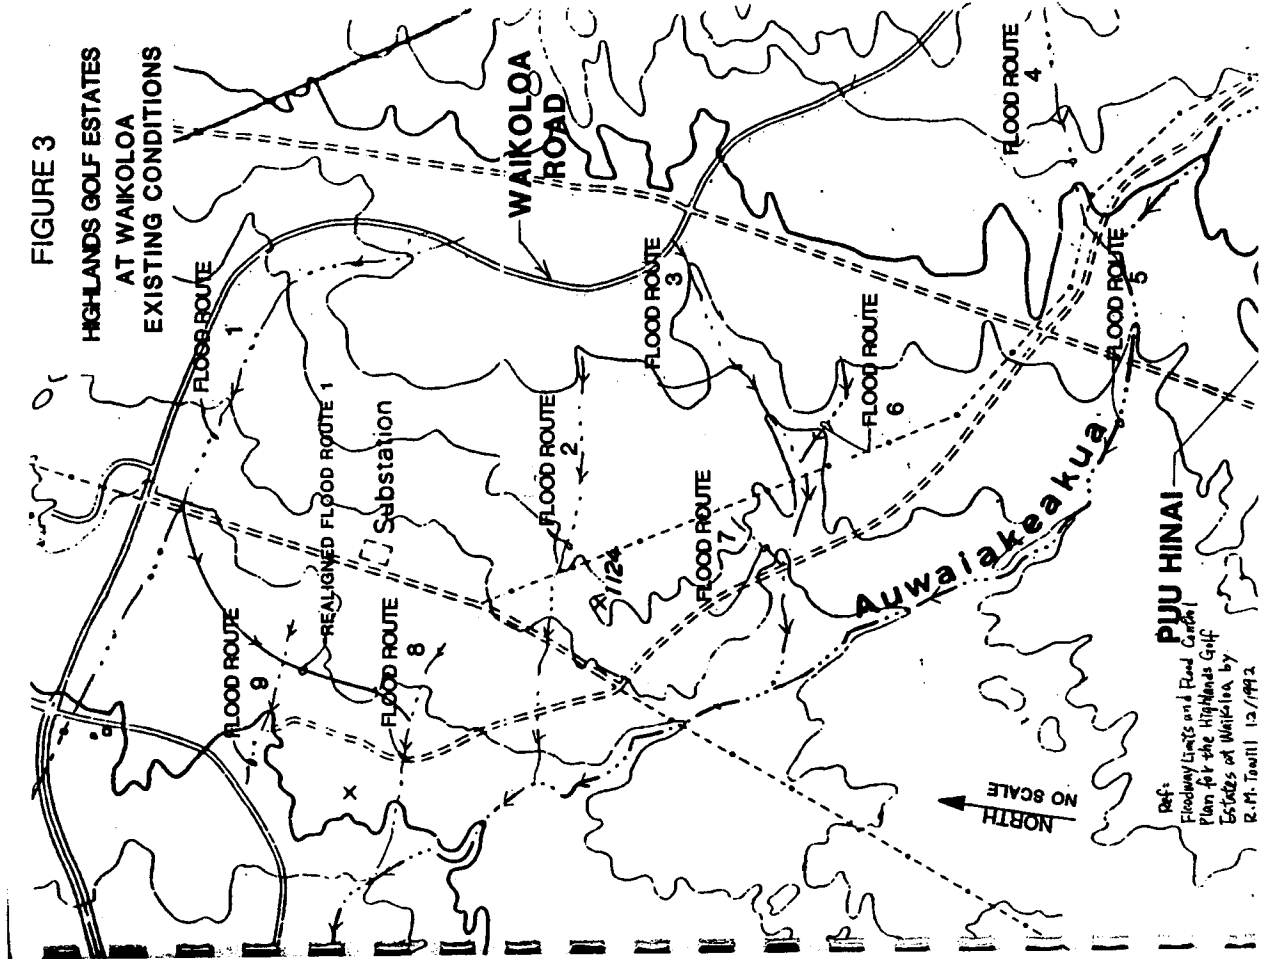 FIGURE 3
HIGHLANDS GOLF ESTATES
AT WAIKOLOA
EXISTING CONDITIONS
WAIKOLOA
ROAD
FLOOD ROUTE
4
FLOOD ROUTE
1
FLOOD ROUTE
3
FLOOD ROUTE
5
REALIGNED FLOOD ROUTE 1
Substation
FLOOD ROUTE
2
FLOOD ROUTE
6
FLOOD ROUTE
7
1124
Auwaiakeakua
PUU HINAI
FLOOD ROUTE
9
FLOOD ROUTE
8
X
NORTH
NO SCALE
Ref:
Floodway Limits and Flood Control
Plan for the Highlands Golf
Estates at Waikoloa by
R.M. Towill 12/1992